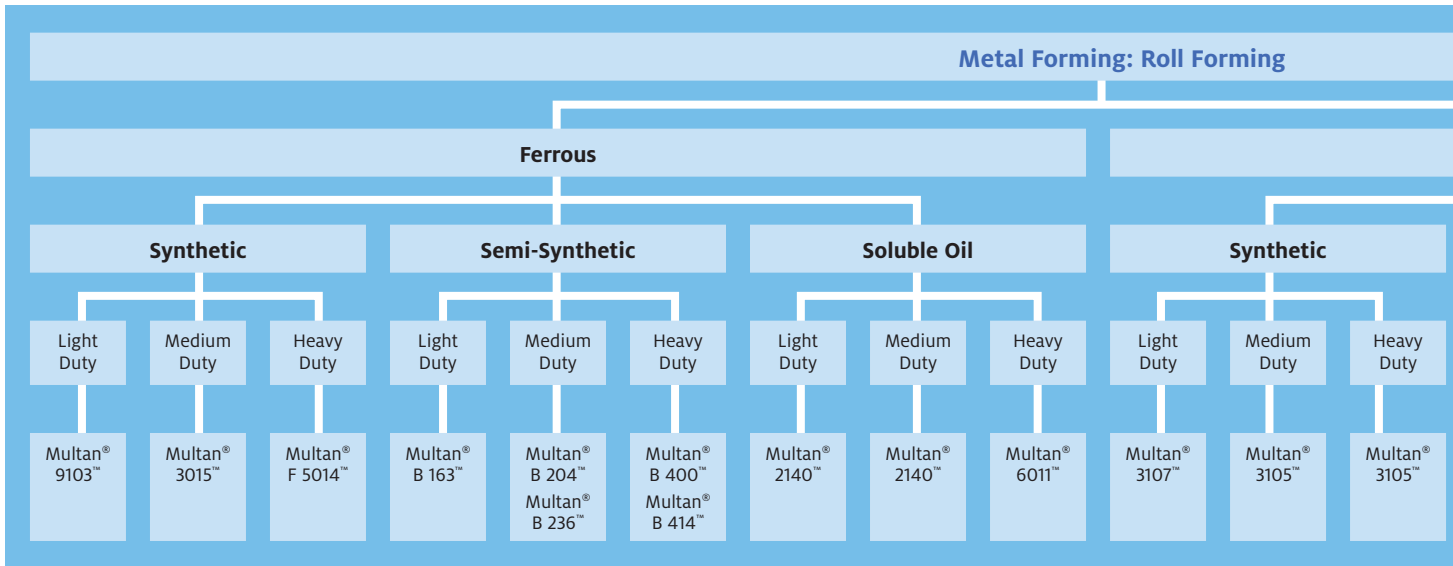 Metal Forming: Roll Forming
Ferrous
Synthetic
Semi-Synthetic
Soluble Oil
Synthetic
Light
Duty
Medium
Duty
Heavy
Duty
Light
Duty
Medium
Duty
Heavy
Duty
Light
Duty
Medium
Duty
Heavy
Duty
Light
Duty
Medium
Duty
Heavy
Duty
Multan®
9103™
Multan®
3015™
Multan®
F 5014™
Multan®
B 163™
Multan®
B 204™
Multan®
B 236™
Multan®
B 400™
Multan®
B 414™
Multan®
2140™
Multan®
2140™
Multan®
6011™
Multan®
3107™
Multan®
3105™
Multan®
3105™